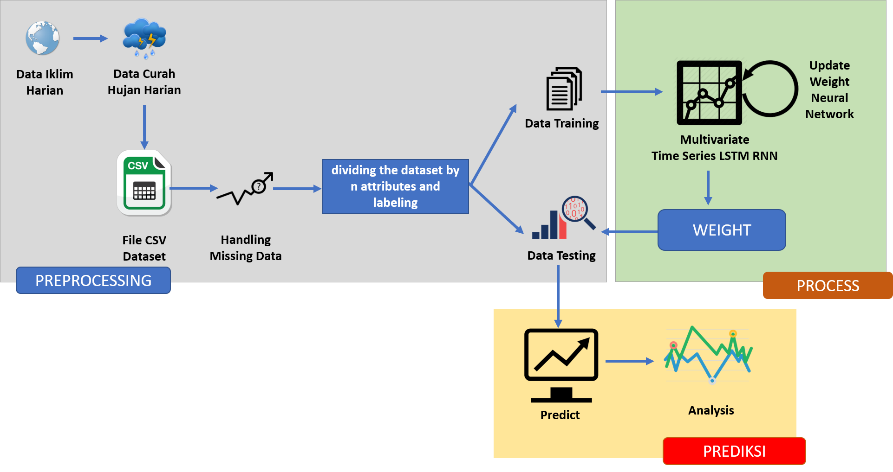 Data Iklim
Harian
Data Curah
Hujan Harian
CSV
File CSV
Dataset
Handling
Missing Data
dividing the dataset by
n attributes and
labeling
Data Training
Data Testing
PREPROCESSING
Multivariate
Time Series LSTM RNN
Update
Weight
Neural
Network
WEIGHT
PROCESS
Predict
Analysis
PREDIKSI